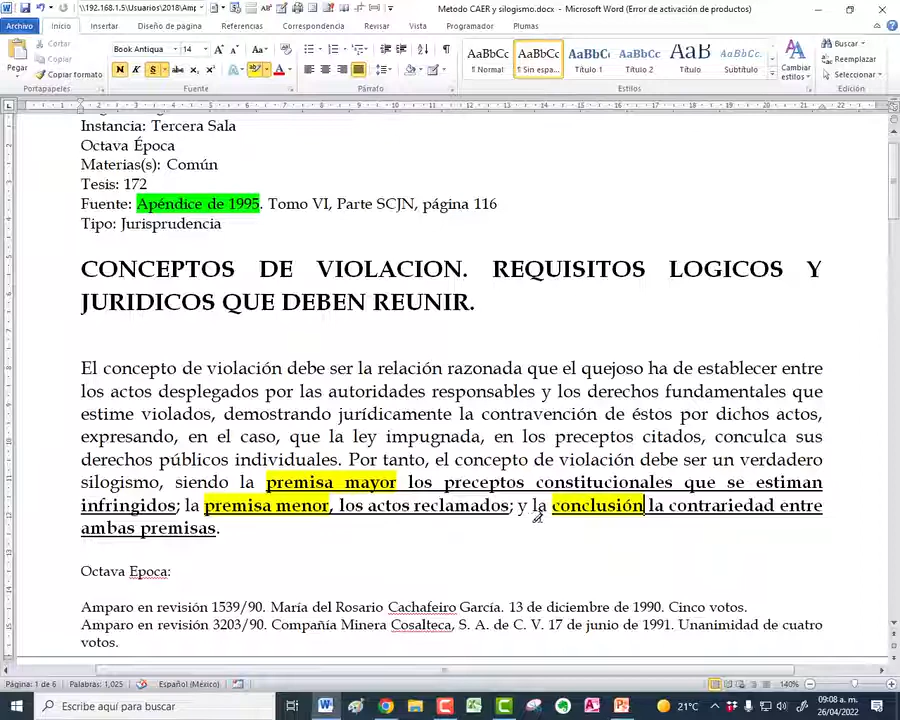 \\192.168.1.5\Usuarios\2018\Amp
Metodo CAER y silogismo.docx - Microsoft Word (Error de activación de productos)
Archivo Inicio Insertar Diseño de página Referencias Correspondencia Revisar Vista Programador Plumas
Pegar
Cortar
Copiar
Copiar formato
Portapapeles
Book Antiqua 14
N K S abc x₂ x²
Fuente
Párrafo
AaBbCc AaBbCc AaBbC AaBbCc AaB AaBbCc
¶ Normal ¶ Sin espa... Título 1 Título 2 Título Subtítulo
Cambiar estilos
Estilos
Buscar
Reemplazar
Seleccionar
Edición
Instancia: Tercera Sala
Octava Época
Materias(s): Común
Tesis: 172
Fuente: Apéndice de 1995. Tomo VI, Parte SCJN, página 116
Tipo: Jurisprudencia
CONCEPTOS DE VIOLACION. REQUISITOS LOGICOS Y
JURIDICOS QUE DEBEN REUNIR.
El concepto de violación debe ser la relación razonada que el quejoso ha de establecer entre
los actos desplegados por las autoridades responsables y los derechos fundamentales que
estime violados, demostrando jurídicamente la contravención de éstos por dichos actos,
expresando, en el caso, que la ley impugnada, en los preceptos citados, conculca sus
derechos públicos individuales. Por tanto, el concepto de violación debe ser un verdadero
silogismo, siendo la premisa mayor los preceptos constitucionales que se estiman
infringidos; la premisa menor, los actos reclamados; y la conclusión la contrariedad entre
ambas premisas.
Octava Epoca:
Amparo en revisión 1539/90. María del Rosario Cachafeiro García. 13 de diciembre de 1990. Cinco votos.
Amparo en revisión 3203/90. Compañía Minera Cosalteca, S. A. de C. V. 17 de junio de 1991. Unanimidad de cuatro
votos.
Página: 1 de 6 Palabras: 1,025 Español (México) 140%
Escribe aquí para buscar
21°C
09:08 a. m.
26/04/2022